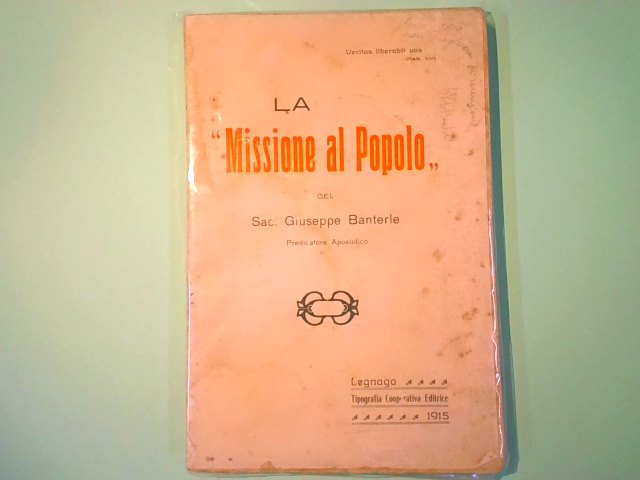 Veritas liberabit vos
(IOAN. VIII)
LA
"Missione al Popolo„
DEL
Sac. Giuseppe Banterle
Predicatore Apostolico
Legnago
Tipografia Cooperativa Editrice
1915